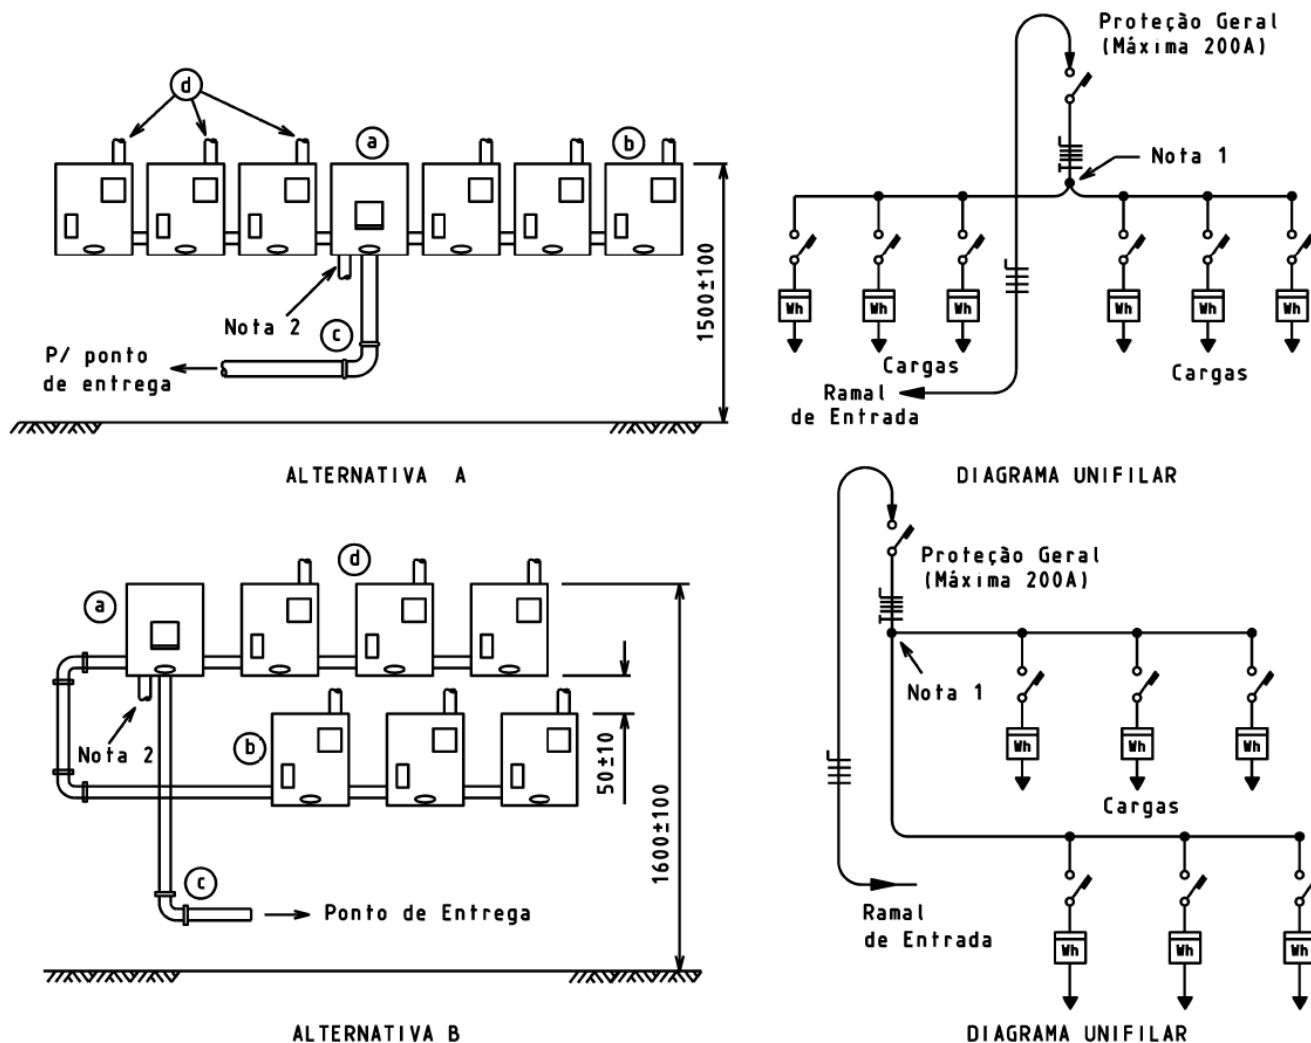 Proteção Geral
(Máxima 200A)
d
a
b
Nota 1
1500±100
Wh
Wh
Wh
Wh
Wh
Wh
Nota 2
c
P/ ponto
de entrega
Cargas
Cargas
Ramal
de Entrada
ALTERNATIVA A
DIAGRAMA UNIFILAR
d
Proteção Geral
(Máxima 200A)
a
Nota 1
Nota 2
b
50±10
1600±100
Wh
Wh
Wh
Cargas
c
Ponto de Entrega
Ramal
de Entrada
Wh
Wh
Wh
ALTERNATIVA B
DIAGRAMA UNIFILAR